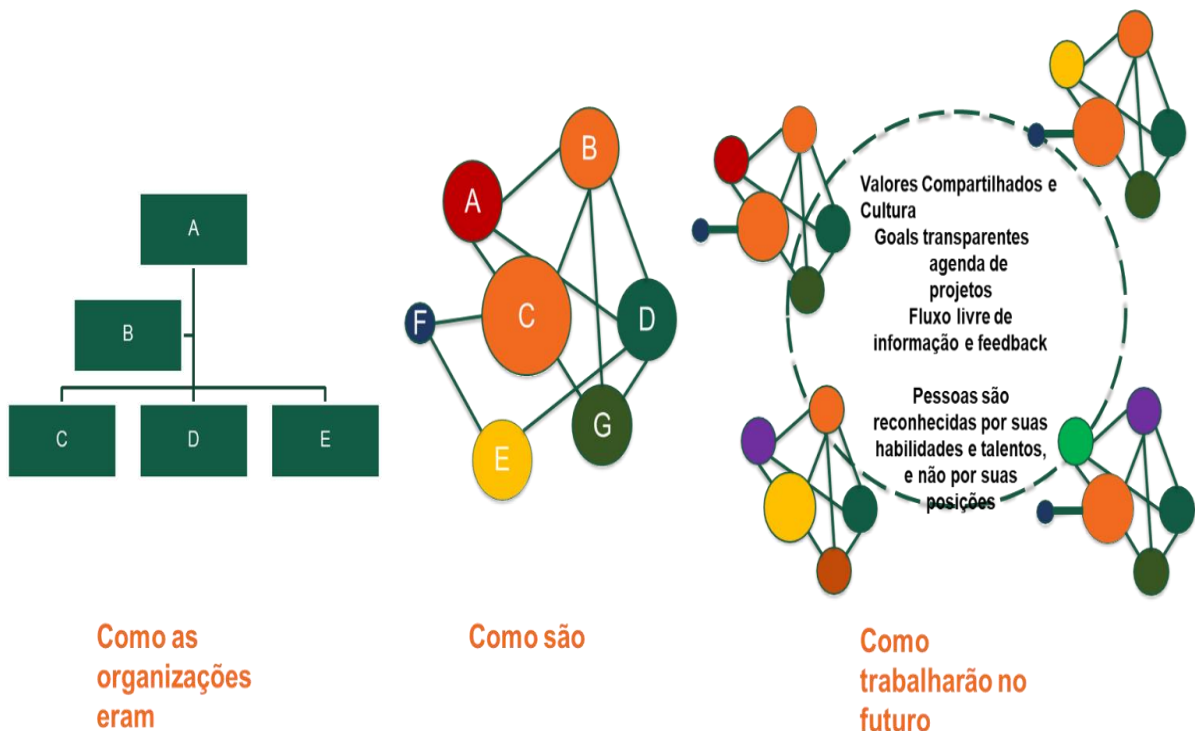 A
B
C
D
E
Como as
organizações
eram
A
B
C
D
E
F
G
Como são
Valores Compartilhados e
Cultura
Goals transparentes
agenda de
projetos
Fluxo livre de
informação e feedback
Pessoas são
reconhecidas por suas
habilidades e talentos,
e não por suas
posições
Como
trabalharão no
futuro